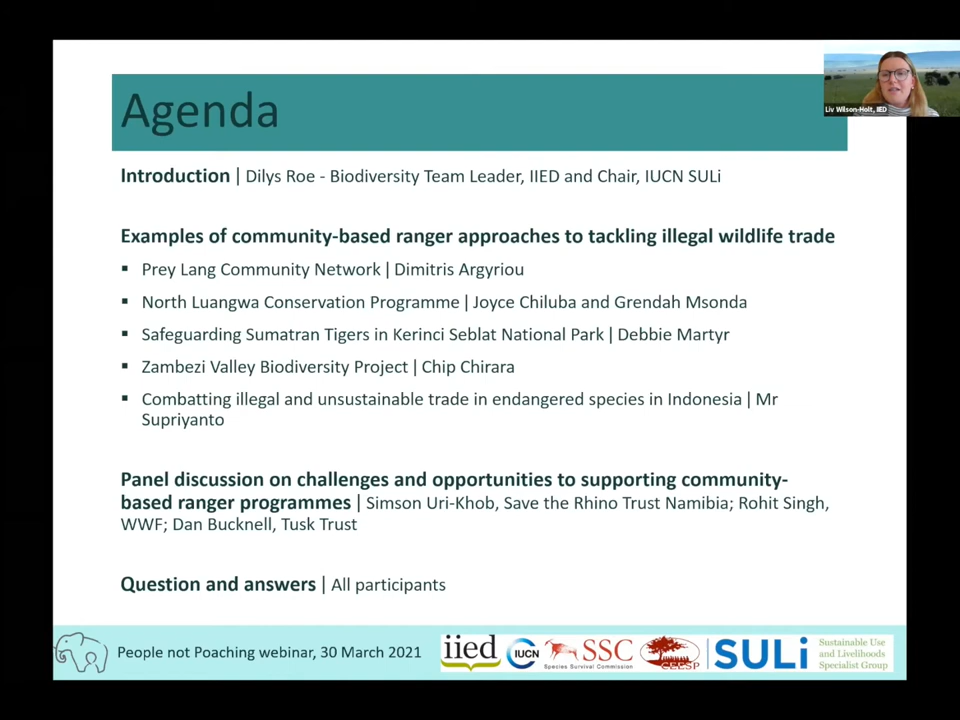 Agenda
Liv Wilson-Holt, IIED
Introduction | Dilys Roe - Biodiversity Team Leader, IIED and Chair, IUCN SULi
Examples of community-based ranger approaches to tackling illegal wildlife trade
▪ Prey Lang Community Network | Dimitris Argyriou
▪ North Luangwa Conservation Programme | Joyce Chiluba and Grendah Msonda
▪ Safeguarding Sumatran Tigers in Kerinci Seblat National Park | Debbie Martyr
▪ Zambezi Valley Biodiversity Project | Chip Chirara
▪ Combatting illegal and unsustainable trade in endangered species in Indonesia | Mr
Supriyanto
Panel discussion on challenges and opportunities to supporting community-
based ranger programmes | Simson Uri-Khob, Save the Rhino Trust Namibia; Rohit Singh,
WWF; Dan Bucknell, Tusk Trust
Question and answers | All participants
People not Poaching webinar, 30 March 2021
iied
IUCN
SSC
Species Survival Commission
CEESP
SULi
Sustainable Use
and Livelihoods
Specialist Group